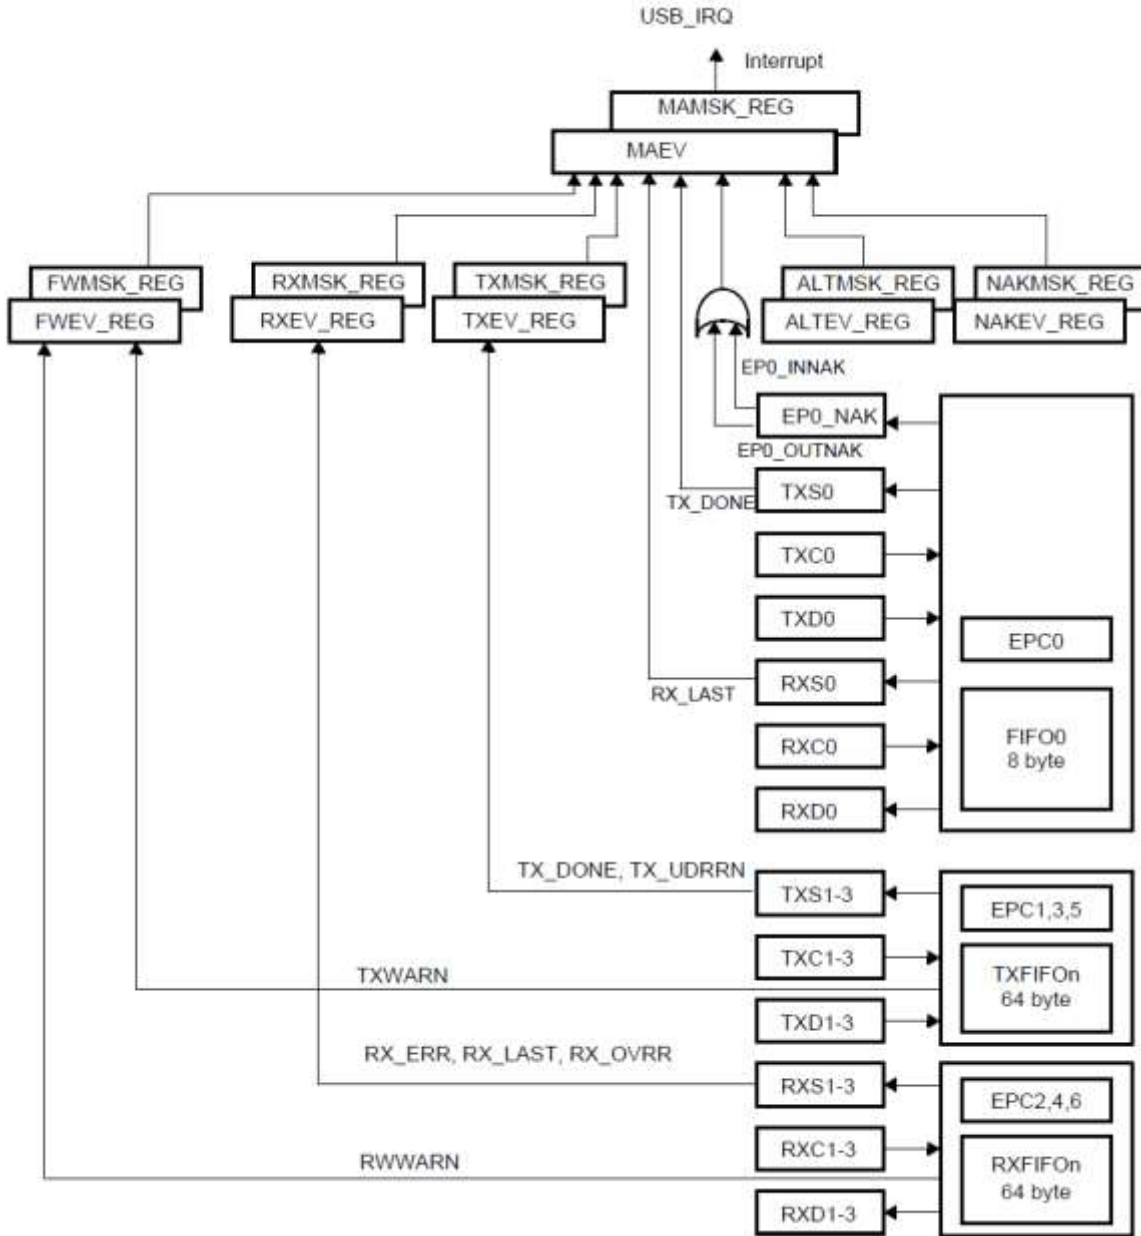 USB_IRQ
Interrupt
MAMSK_REG
MAEV
FWMSK_REG
RXMSK_REG
TXMSK_REG
ALTMSK_REG
NAKMSK_REG
FWEV_REG
RXEV_REG
TXEV_REG
ALTEV_REG
NAKEV_REG
EP0_INNAK
EP0_NAK
EP0_OUTNAK
TXS0
TX_DONE
TXC0
TXD0
EPC0
RXS0
RX_LAST
FIFO0
8 byte
RXC0
RXD0
TX_DONE, TX_UDRRN
TXS1-3
EPC1,3,5
TXC1-3
TXWARN
TXFIFOn
64 byte
TXD1-3
RX_ERR, RX_LAST, RX_OVRR
RXS1-3
EPC2,4,6
RXC1-3
RWWARN
RXFIFOn
64 byte
RXD1-3